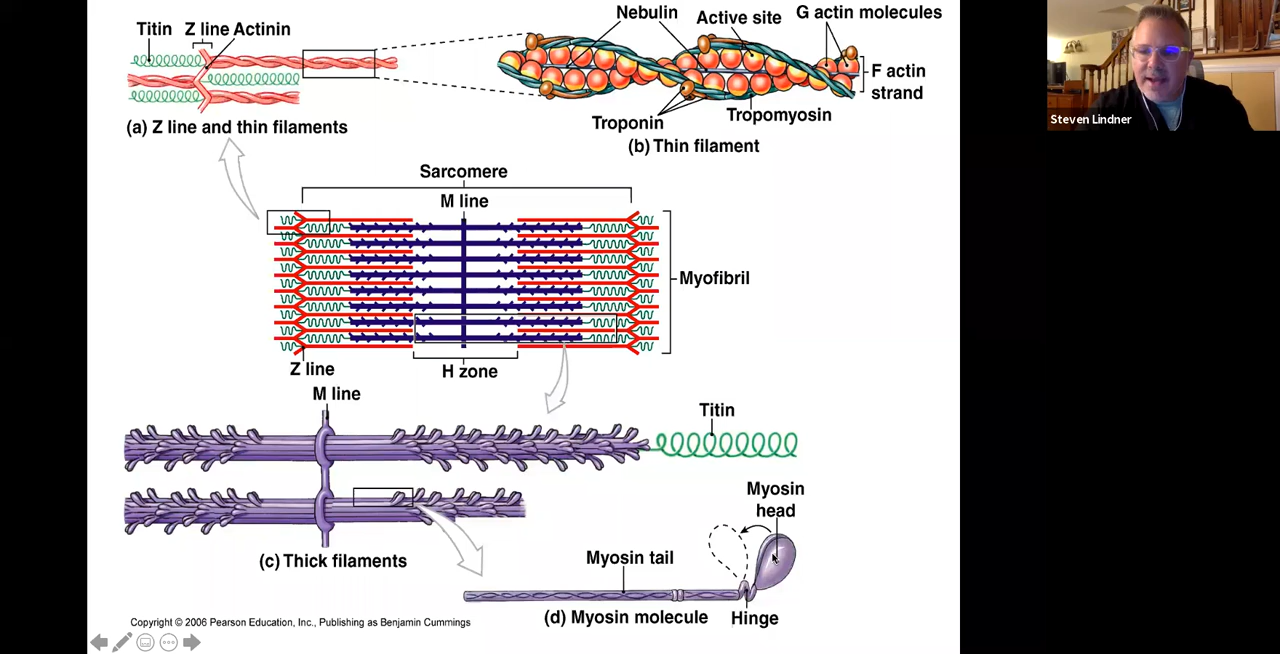 Titin
Z line
Actinin
(a) Z line and thin filaments
Nebulin
Active site
G actin molecules
F actin
strand
Troponin
Tropomyosin
(b) Thin filament
Steven Lindner
Sarcomere
M line
Myofibril
Z line
H zone
M line
Titin
(c) Thick filaments
Myosin
head
Myosin tail
(d) Myosin molecule
Hinge
Copyright © 2006 Pearson Education, Inc., Publishing as Benjamin Cummings